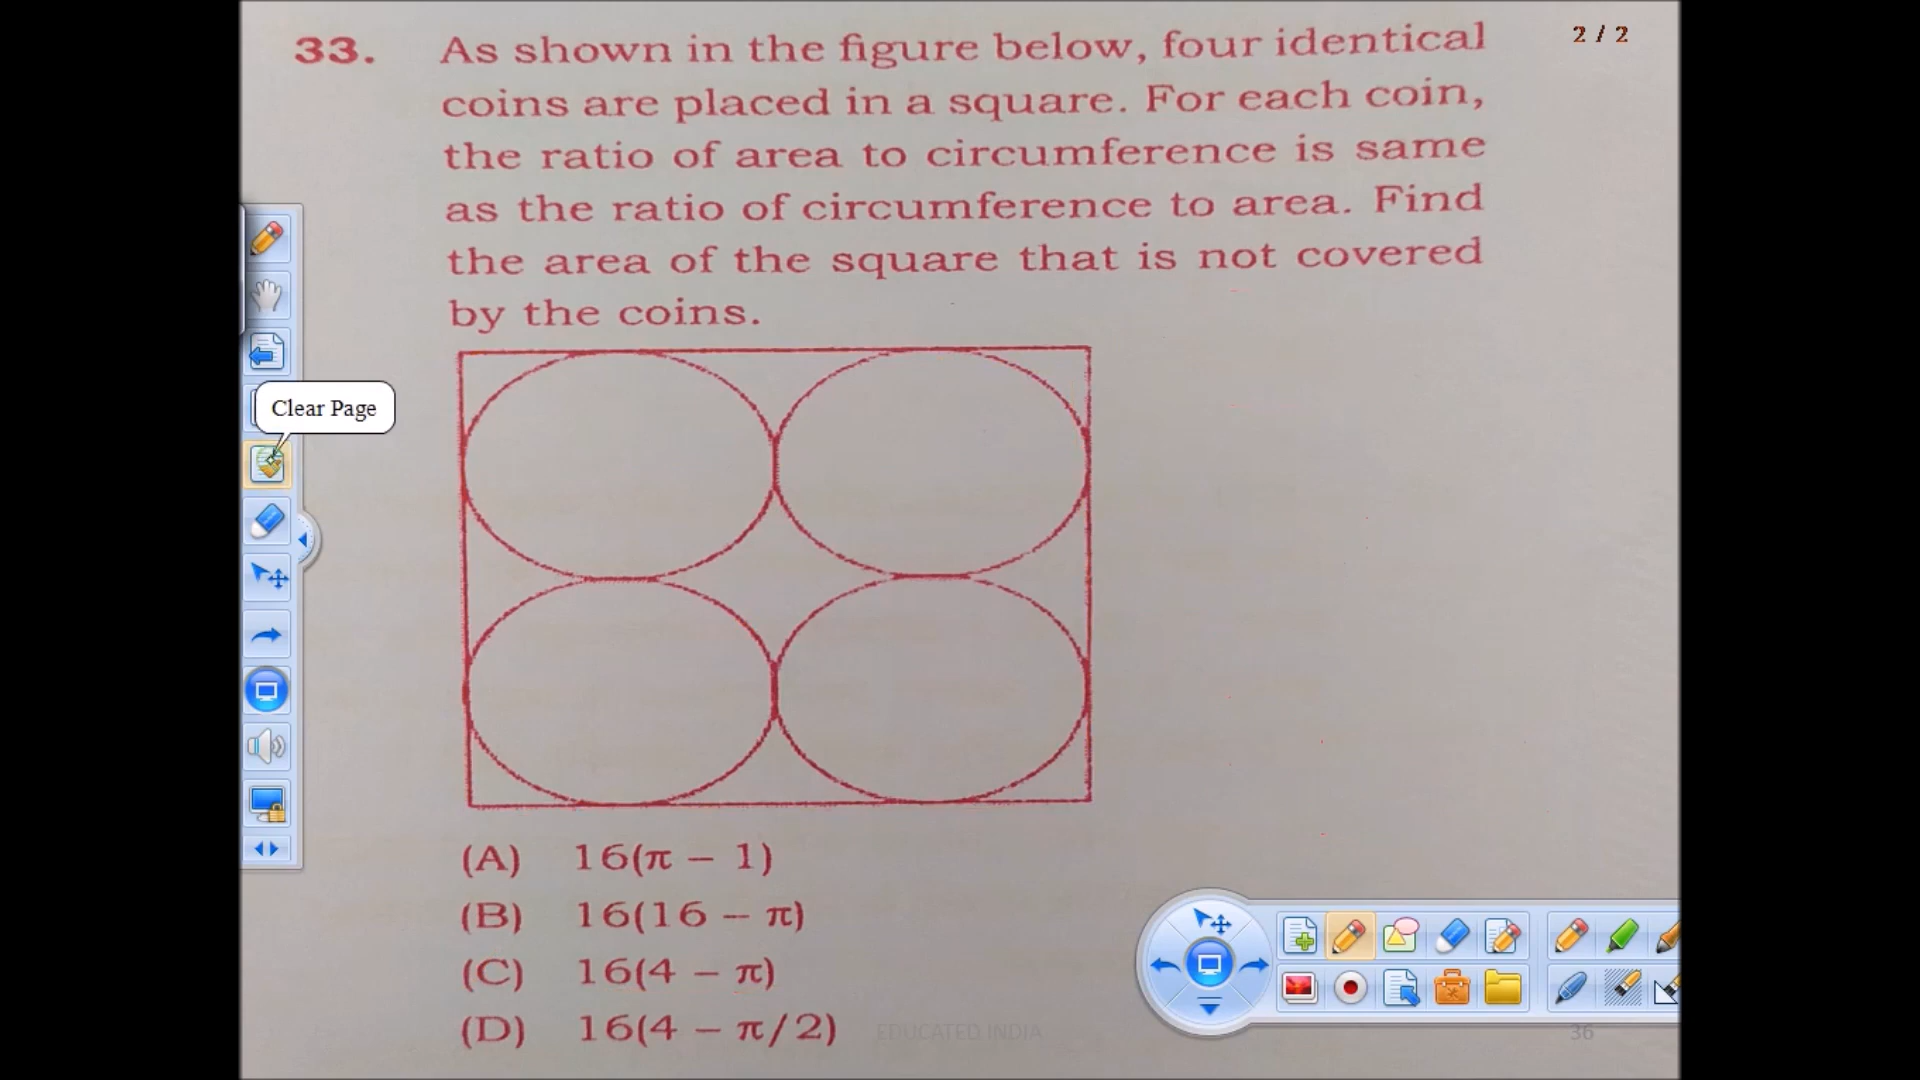 33. As shown in the figure below, four identical
2 / 2
coins are placed in a square. For each coin,
the ratio of area to circumference is same
as the ratio of circumference to area. Find
the area of the square that is not covered
by the coins.
Clear Page
(A) 16(π – 1)
(B) 16(16 – π)
(C) 16(4 – π)
(D) 16(4 – π/2)
EDUCATED INDIA
36